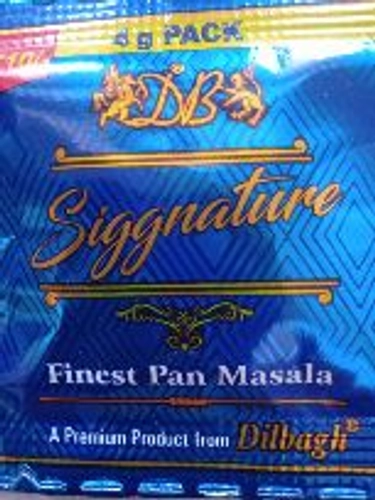 4 g PACK
DB
Siggnature
Finest Pan Masala
A Premium Product from Dilbagh®